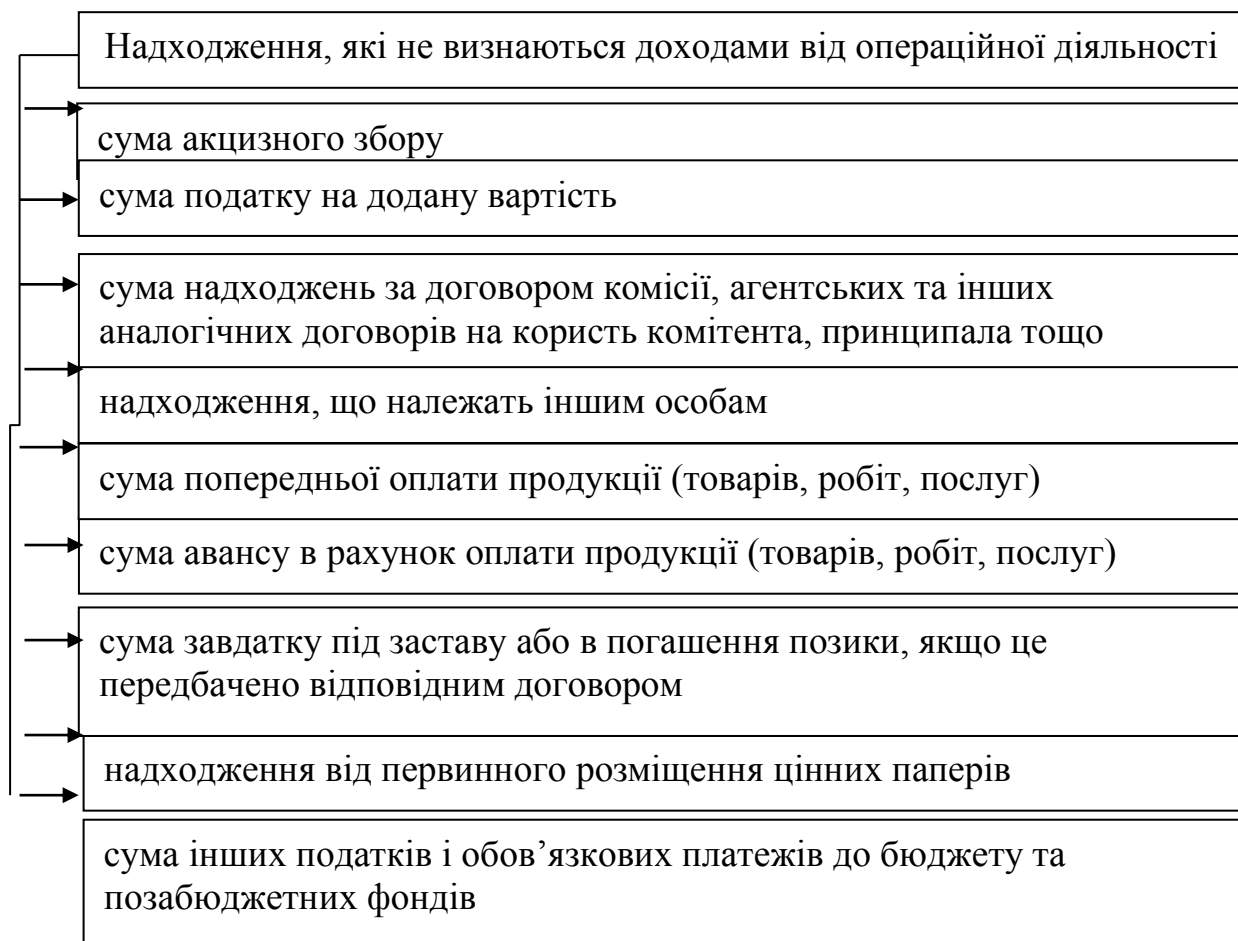 Надходження, які не визнаються доходами від операційної діяльності
сума акцизного збору
сума податку на додану вартість
сума надходжень за договором комісії, агентських та інших
аналогічних договорів на користь комітента, принципала тощо
надходження, що належать іншим особам
сума попередньої оплати продукції (товарів, робіт, послуг)
сума авансу в рахунок оплати продукції (товарів, робіт, послуг)
сума завдатку під заставу або в погашення позики, якщо це
передбачено відповідним договором
надходження від первинного розміщення цінних паперів
сума інших податків і обов’язкових платежів до бюджету та
позабюджетних фондів